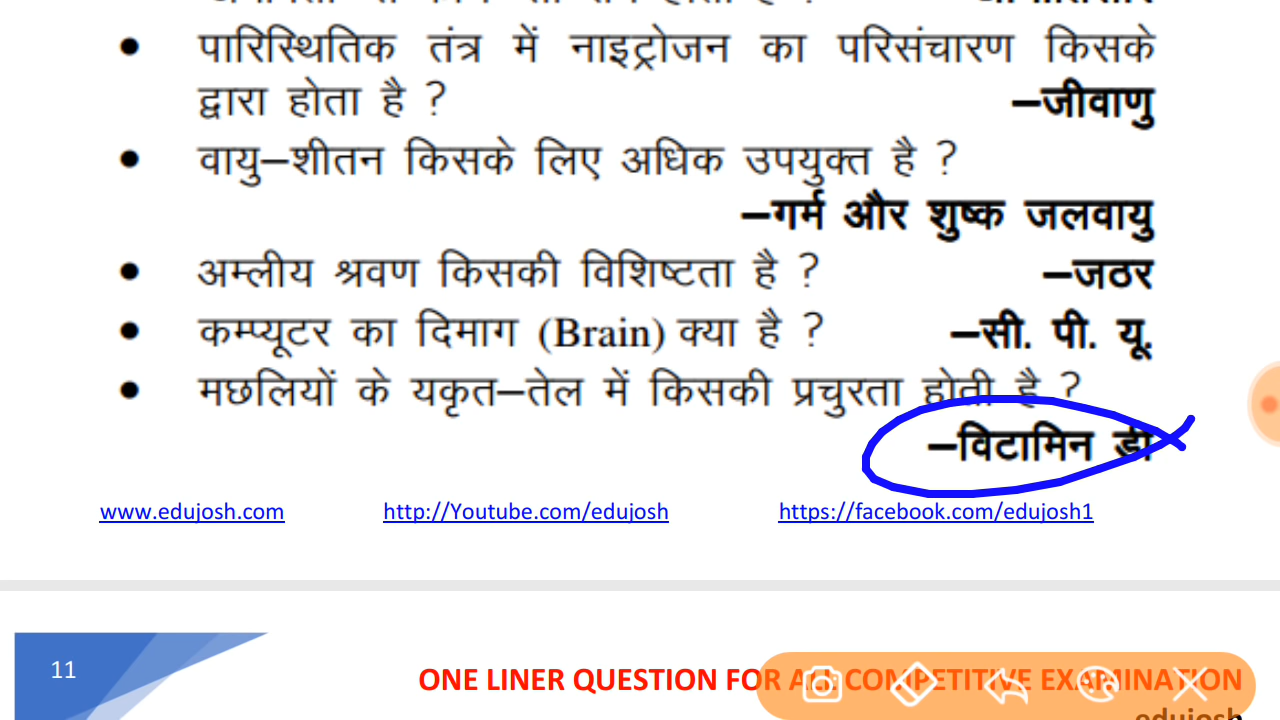 • पारिस्थितिक तंत्र में नाइट्रोजन का परिसंचारण किसके
द्वारा होता है ? –जीवाणु
• वायु–शीतन किसके लिए अधिक उपयुक्त है ?
–गर्म और शुष्क जलवायु
• अम्लीय श्रवण किसकी विशिष्टता है ? –जठर
• कम्प्यूटर का दिमाग (Brain) क्या है ? –सी. पी. यू.
• मछलियों के यकृत–तेल में किसकी प्रचुरता होती है ?
–विटामिन डी
www.edujosh.com http://Youtube.com/edujosh https://facebook.com/edujosh1
11
ONE LINER QUESTION FOR ALL COMPETITIVE EXAMINATION
edujosh